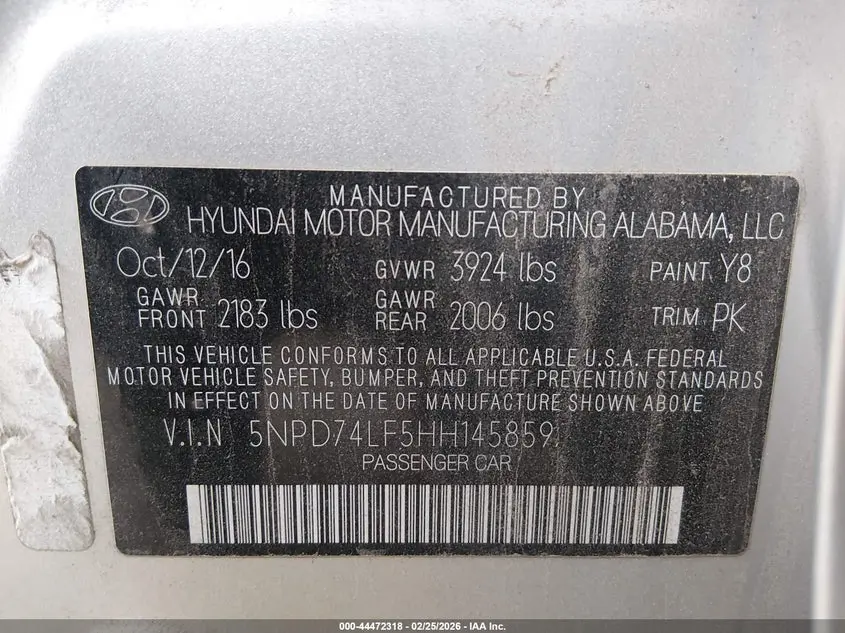 MANUFACTURED BY
HYUNDAI MOTOR MANUFACTURING ALABAMA, LLC
Oct/12/16 GVWR 3924 lbs PAINT Y8
GAWR FRONT 2183 lbs GAWR REAR 2006 lbs TRIM PK
THIS VEHICLE CONFORMS TO ALL APPLICABLE U.S.A. FEDERAL
MOTOR VEHICLE SAFETY, BUMPER, AND THEFT PREVENTION STANDARDS
IN EFFECT ON THE DATE OF MANUFACTURE SHOWN ABOVE
V.I.N 5NPD74LF5HH145859
PASSENGER CAR
000-44472318 - 02/25/2026 - IAA Inc.